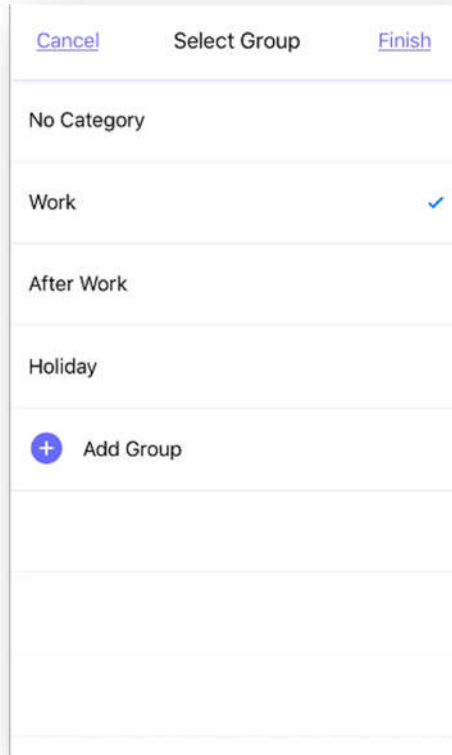 Cancel Select Group Finish
No Category
Work
After Work
Holiday
Add Group